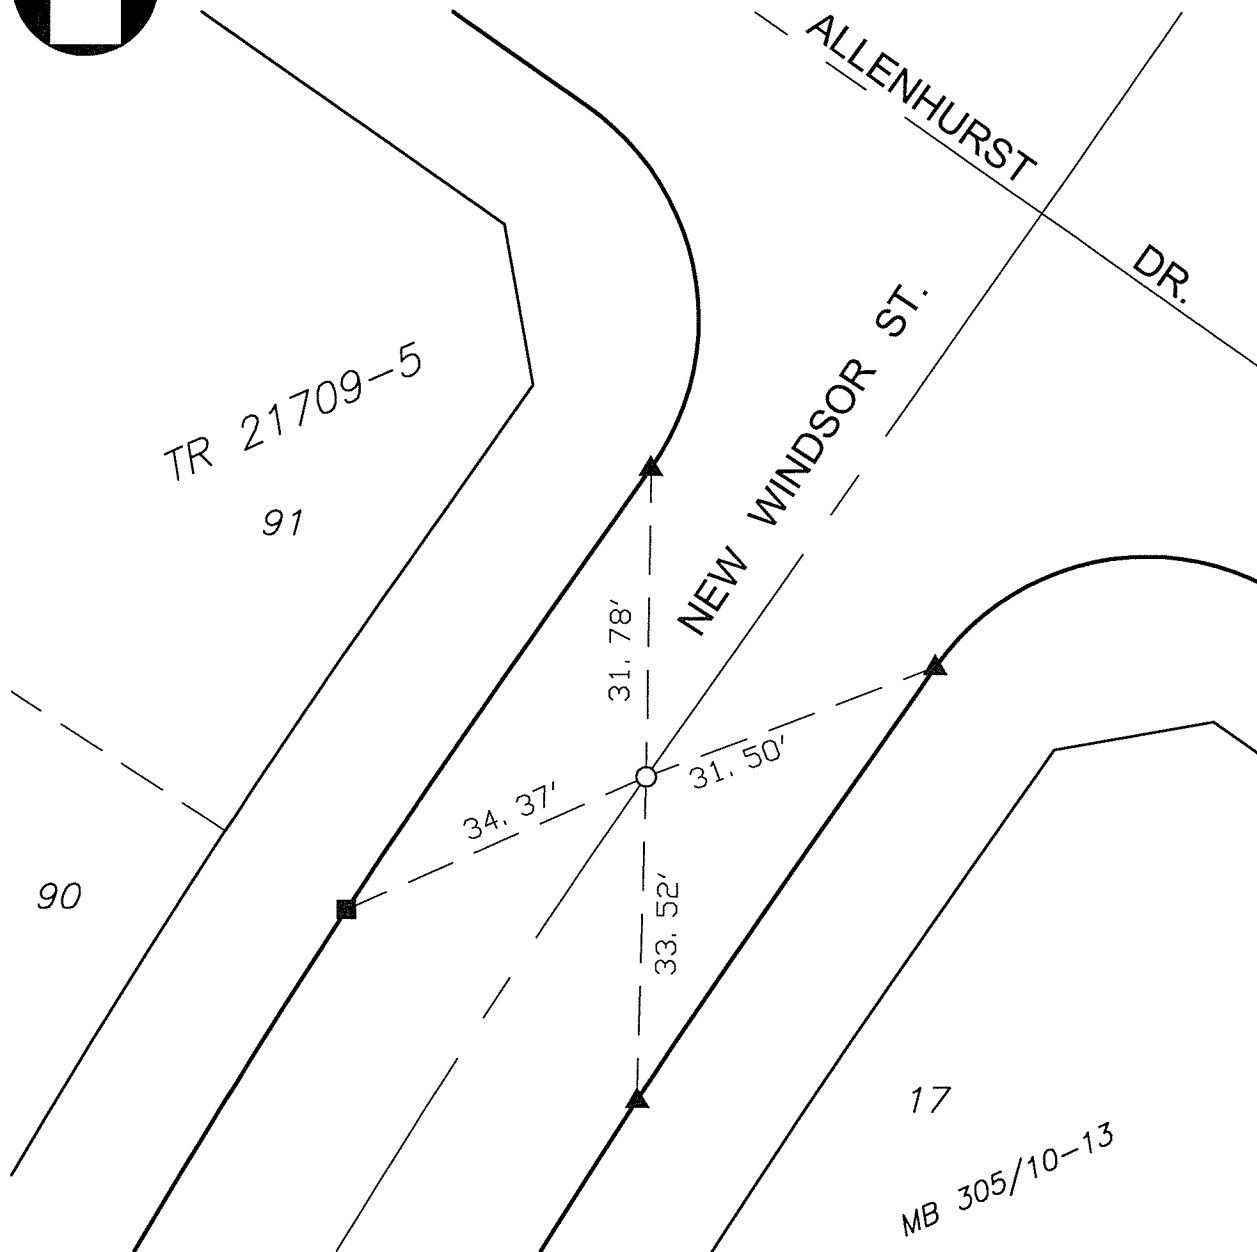 ALLENHURST DR.
NEW WINDSOR ST.
TR 21709-5
91
31.78'
31.50'
34.37'
90
33.52'
17
MB 305/10-13